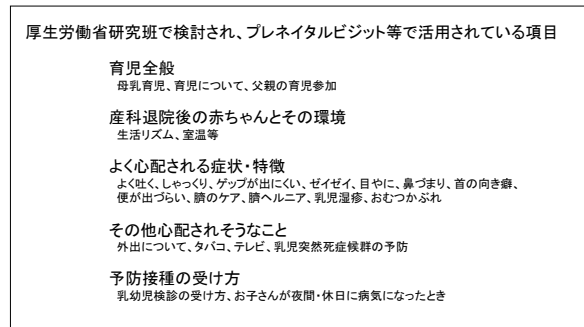 厚生労働省研究班で検討され、プレネイタルビジット等で活用されている項目
育児全般
母乳育児、育児について、父親の育児参加
産科退院後の赤ちゃんとその環境
生活リズム、室温等
よく心配される症状・特徴
よく吐く、しゃっくり、ゲップが出にくい、ゼイゼイ、目やに、鼻づまり、首の向き癖、
便が出づらい、臍のケア、臍ヘルニア、乳児湿疹、おむつかぶれ
その他心配されそうなこと
外出について、タバコ、テレビ、乳児突然死症候群の予防
予防接種の受け方
乳幼児検診の受け方、お子さんが夜間・休日に病気になったとき